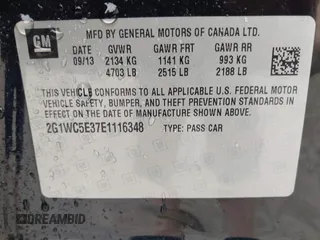 GM
MFD BY GENERAL MOTORS OF CANADA LTD.
DATE GVWR GAWR FRT GAWR RR
09/13 2134 KG 1141 KG 993 KG
4703 LB 2515 LB 2188 LB
THIS VEHICLE CONFORMS TO ALL APPLICABLE U.S. FEDERAL MOTOR
VEHICLE SAFETY, BUMPER, AND THEFT PREVENTION STANDARDS
IN EFFECT ON THE DATE OF MANUFACTURE SHOWN ABOVE.
2G1WC5E37E1116348 TYPE: PASS CAR
DREAMBID